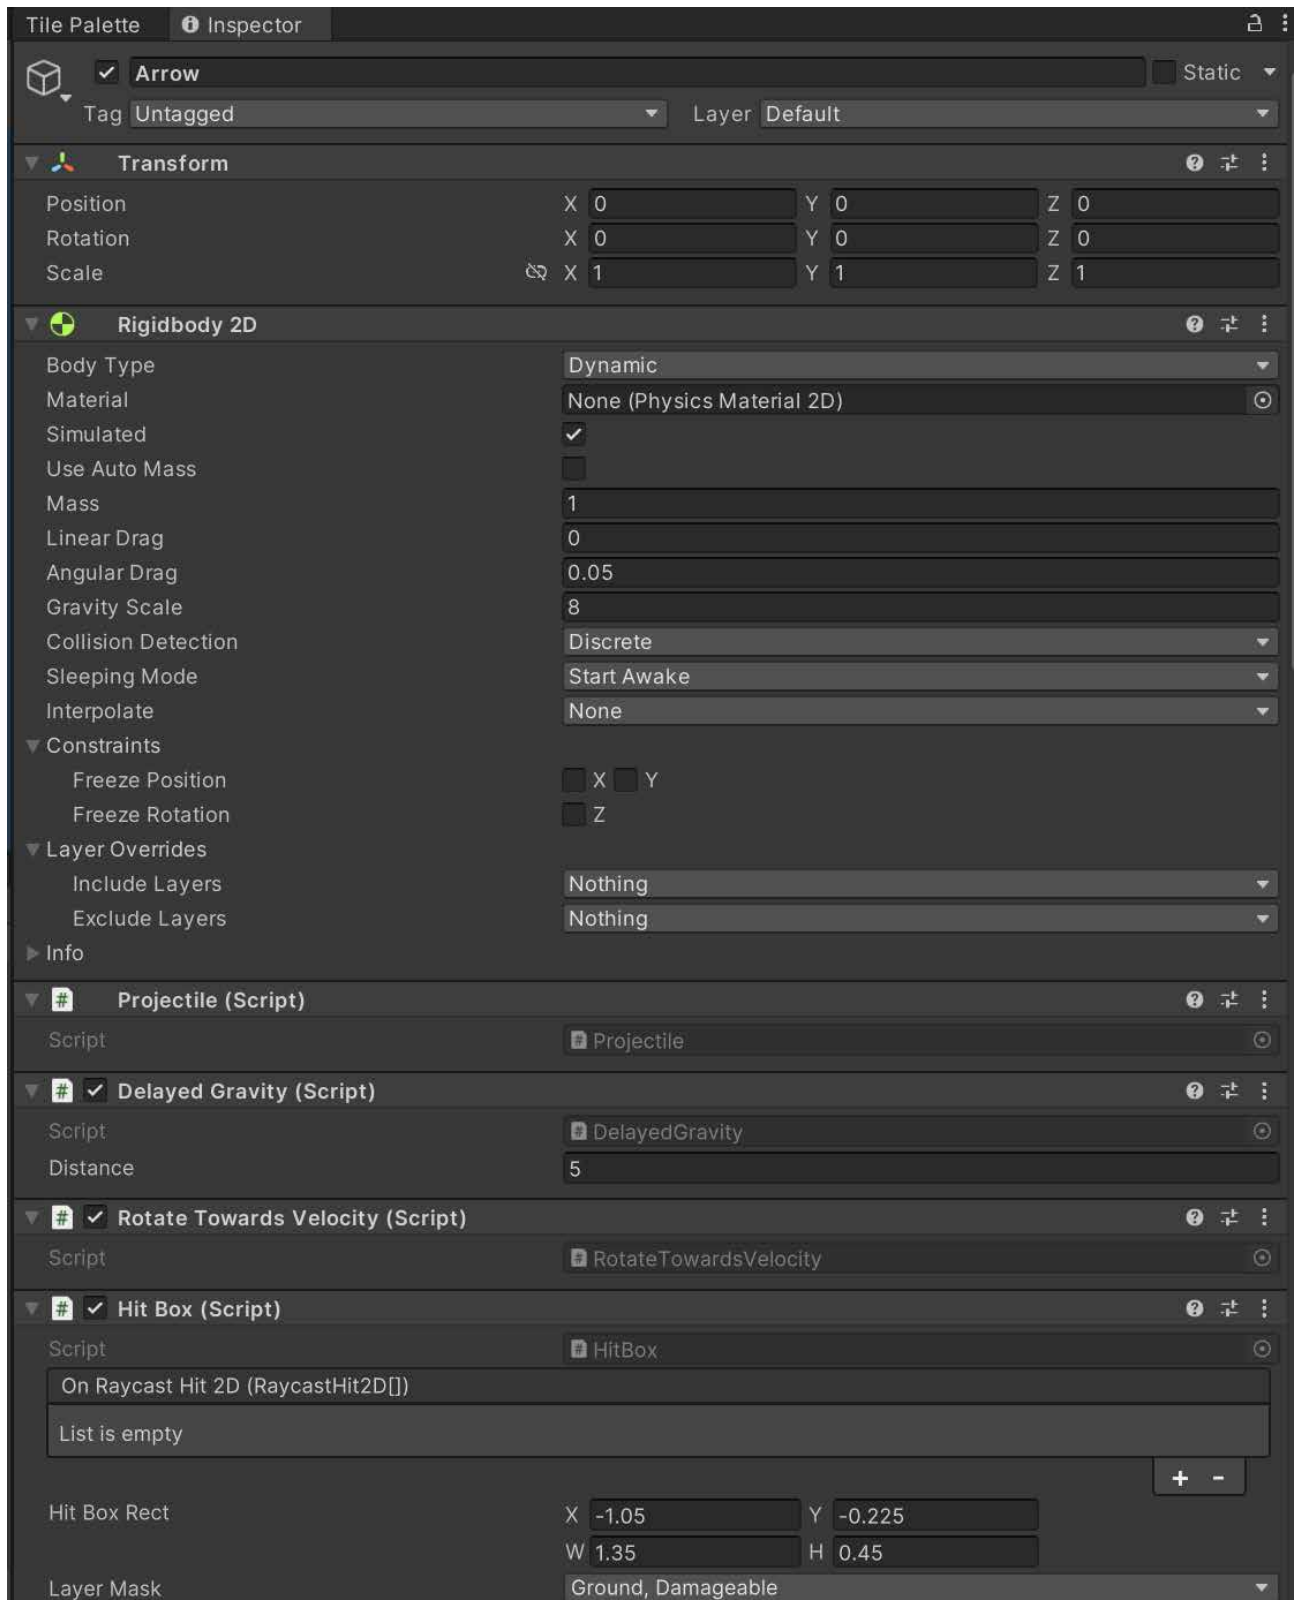 Tile Palette Inspector
Arrow Static
Tag Untagged Layer Default
Transform
Position X 0 Y 0 Z 0
Rotation X 0 Y 0 Z 0
Scale X 1 Y 1 Z 1
Rigidbody 2D
Body Type Dynamic
Material None (Physics Material 2D)
Simulated
Use Auto Mass
Mass 1
Linear Drag 0
Angular Drag 0.05
Gravity Scale 8
Collision Detection Discrete
Sleeping Mode Start Awake
Interpolate None
Constraints
Freeze Position X Y
Freeze Rotation Z
Layer Overrides
Include Layers Nothing
Exclude Layers Nothing
Info
# Projectile (Script)
Script # Projectile
# Delayed Gravity (Script)
Script # DelayedGravity
Distance 5
# Rotate Towards Velocity (Script)
Script # RotateTowardsVelocity
# Hit Box (Script)
Script # HitBox
On Raycast Hit 2D (RaycastHit2D[])
List is empty
+ -
Hit Box Rect X -1.05 Y -0.225
W 1.35 H 0.45
Layer Mask Ground, Damageable